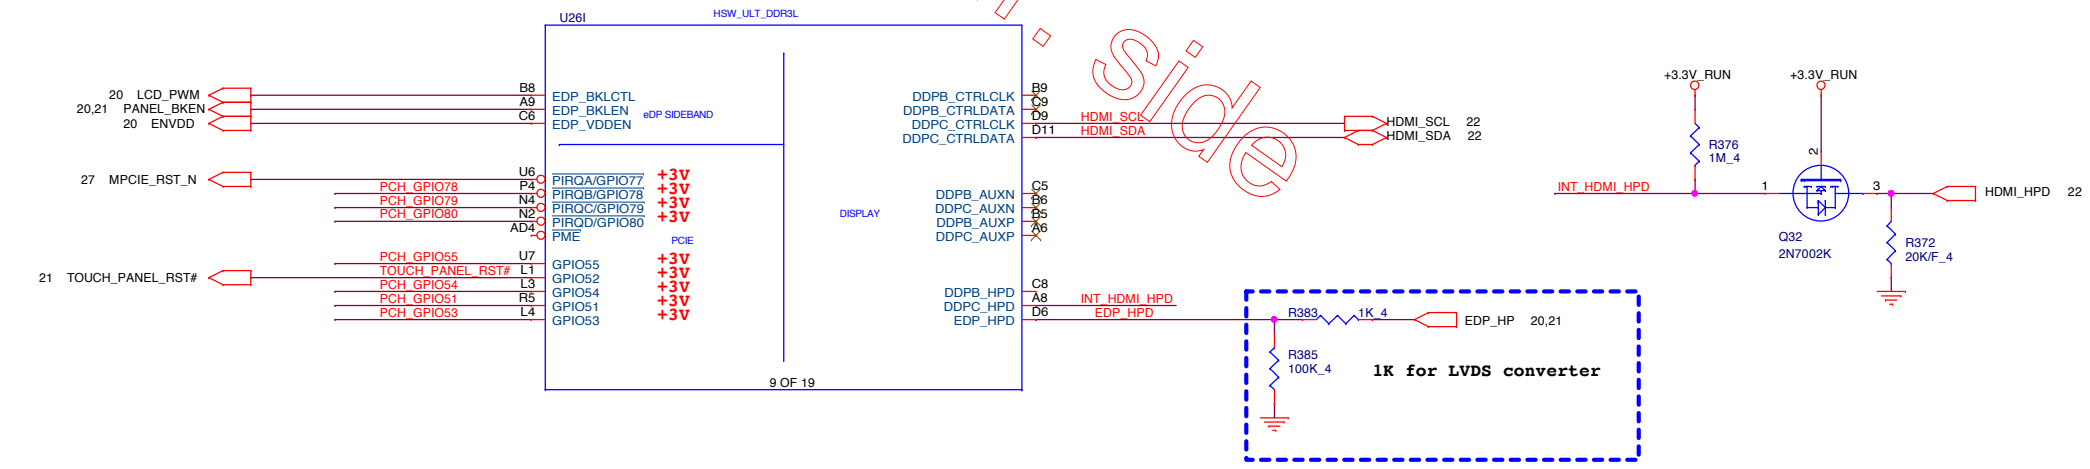 U26I
HSW_ULT_DDR3L
side
20 LCD_PWM
B8
EDP_BKLCTL
20,21 PANEL_BKEN
A9
EDP_BKLEN
20 ENVDD
C6
EDP_VDDEN
eDP SIDEBAND
27 MPCIE_RST_N
U6
PIRQA/GPIO77
+3V
PCH_GPIO78
P4
PIRQB/GPIO78
+3V
PCH_GPIO79
N4
PIRQC/GPIO79
+3V
PCH_GPIO80
N2
PIRQD/GPIO80
+3V
AD4
PME
PCIE
PCH_GPIO55
U7
GPIO55
+3V
21 TOUCH_PANEL_RST#
TOUCH_PANEL_RST#
L1
GPIO52
+3V
PCH_GPIO54
L3
GPIO54
+3V
PCH_GPIO51
R5
GPIO51
+3V
PCH_GPIO53
L4
GPIO53
+3V
DISPLAY
9 OF 19
DDPB_CTRLCLK
B9
DDPB_CTRLDATA
C9
DDPC_CTRLCLK
D9
HDMI_SCL
HDMI_SCL 22
DDPC_CTRLDATA
D11
HDMI_SDA
HDMI_SDA 22
DDPB_AUXN
C5
DDPC_AUXN
B6
DDPB_AUXP
B5
DDPC_AUXP
A6
DDPB_HPD
C8
DDPC_HPD
A8
INT_HDMI_HPD
EDP_HPD
D6
EDP_HPD
R383
1K_4
EDP_HP 20,21
R385
100K_4
1K for LVDS converter
+3.3V_RUN
+3.3V_RUN
R376
1M_4
2
INT_HDMI_HPD
1
3
HDMI_HPD 22
Q32
2N7002K
R372
20K/F_4